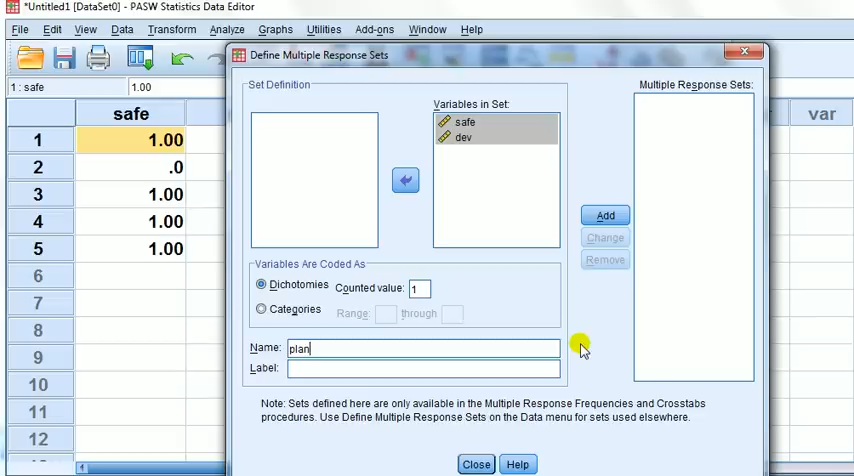 *Untitled1 [DataSet0] - PASW Statistics Data Editor
File Edit View Data Transform Analyze Graphs Utilities Add-ons Window Help
Define Multiple Response Sets
1 : safe 1.00
Set Definition
Variables in Set:
Multiple Response Sets:
safe
var
safe
dev
1 1.00
2 .0
3 1.00
4 1.00
5 1.00
6
7
8
9
10
11
12
Add
Change
Remove
Variables Are Coded As
Dichotomies Counted value: 1
Categories Range: through
Name: plan
Label:
Note: Sets defined here are only available in the Multiple Response Frequencies and Crosstabs
procedures. Use Define Multiple Response Sets on the Data menu for sets used elsewhere.
Close Help